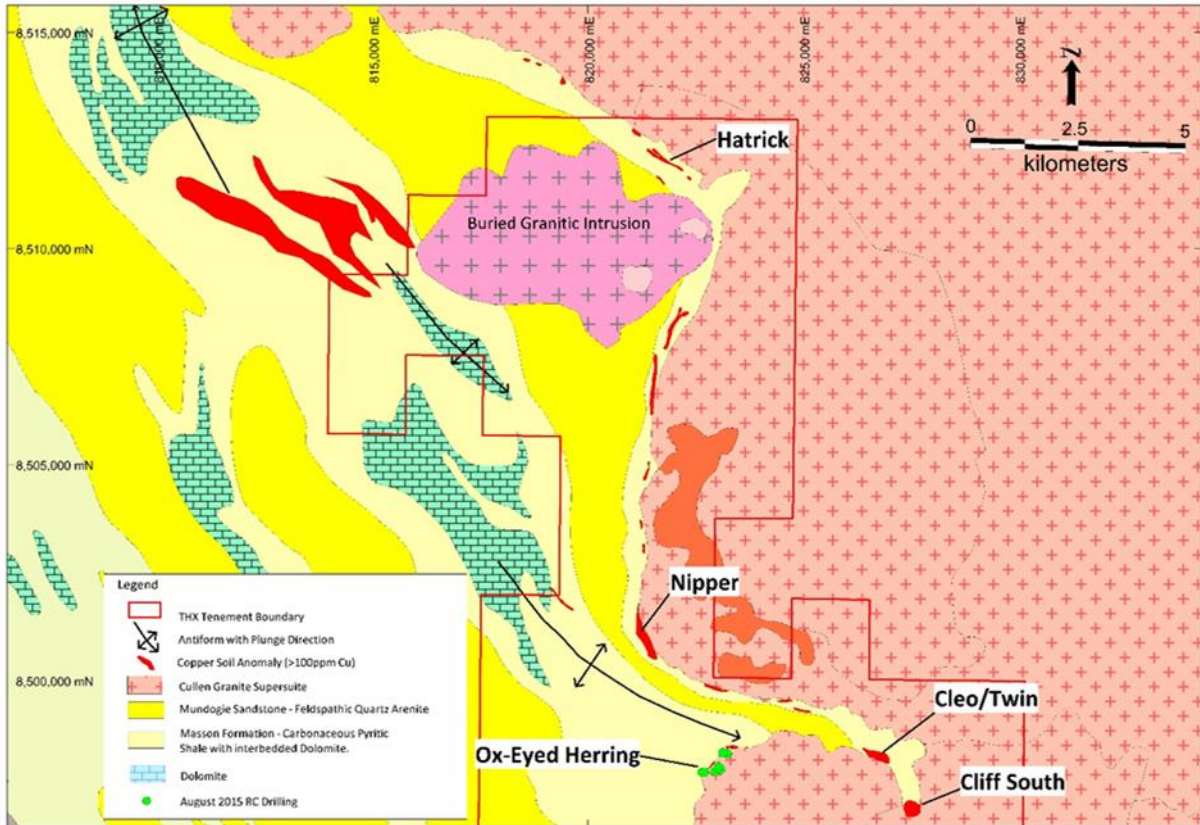 8,515,000 mN
810,000 mE
815,000 mE
820,000 mE
825,000 mE
830,000 mE
N
0 2.5 5
kilometers
Hatrick
Buried Granitic Intrusion
8,510,000 mN
8,505,000 mN
Nipper
8,500,000 mN
Cleo/Twin
Ox-Eyed Herring
Cliff South
Legend
THX Tenement Boundary
Antiform with Plunge Direction
Copper Soil Anomaly (>100ppm Cu)
Cullen Granite Supersuite
Mundogie Sandstone - Feldspathic Quartz Arenite
Masson Formation - Carbonaceous Pyritic
Shale with interbedded Dolomite.
Dolomite
August 2015 RC Drilling